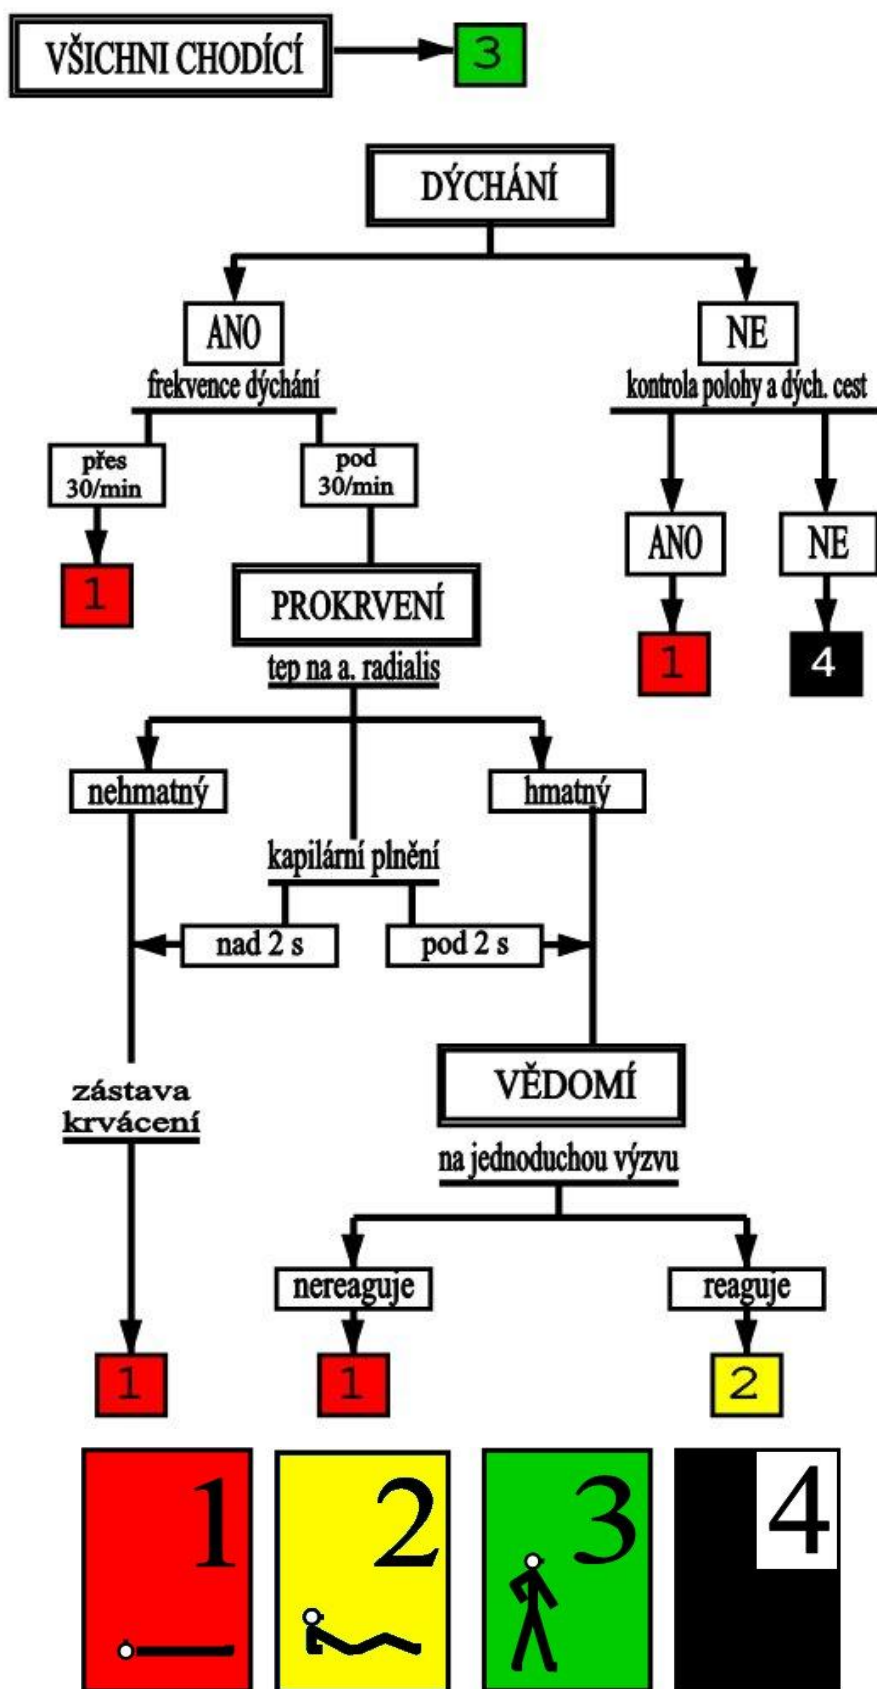 VŠICHNI CHODÍCÍ
3
DÝCHÁNÍ
ANO
NE
frekvence dýchání
kontrola polohy a dých. cest
přes
30/min
pod
30/min
ANO
NE
1
PROKRVENÍ
1
4
tep na a. radialis
nehmatný
hmatný
kapilární plnění
nad 2 s
pod 2 s
VĚDOMÍ
zástava
krvácení
na jednoduchou výzvu
nereaguje
reaguje
1
1
2
1
2
3
4